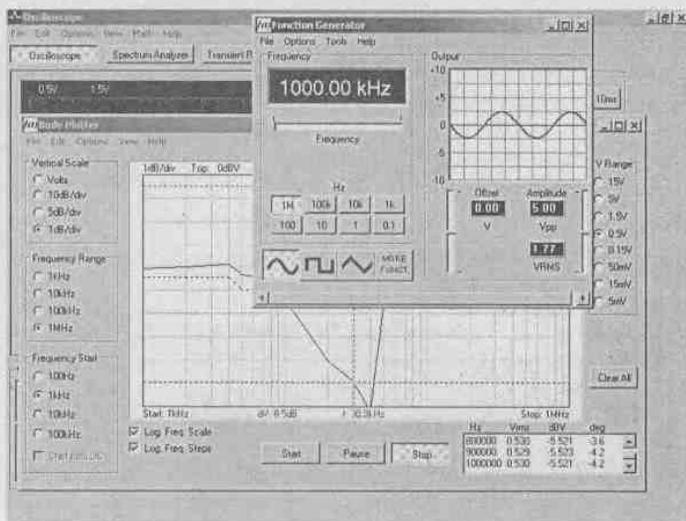 Oscilloscope
File Edit Options View Math Help
Oscilloscope
Spectrum Analyzer
Transient R
0.5V 1.5V
Function Generator
File Options Tools Help
Frequency
1000.00 kHz
Frequency
Hz
1M 100k 10k 1k
100 10 1 0.1
MORE FUNCT.
Output
+10
+5
0
-5
-10
Offset
0.00
V
Amplitude
5.00
Vpp
1.77
VRMS
10ms
Bode Plotter
File Edit Options View Help
Vertical Scale
Volts
10dB/div
5dB/div
1dB/div
Frequency Range
1kHz
10kHz
100kHz
1MHz
Frequency Start
100Hz
1kHz
10kHz
100kHz
1dB/div Top: 0dBV
Start: 1kHz
Stop: 1MHz
Log. Freq. Scale
Log. Freq. Steps
Start
Pause
Stop
V Range
15V
5V
1.5V
0.5V
0.15V
50mV
15mV
5mV
Clear All
Hz Vrms dBV deg
800000 0.530 -5.521 -3.6
900000 0.529 -5.523 -4.2
1000000 0.530 -5.521 -4.2